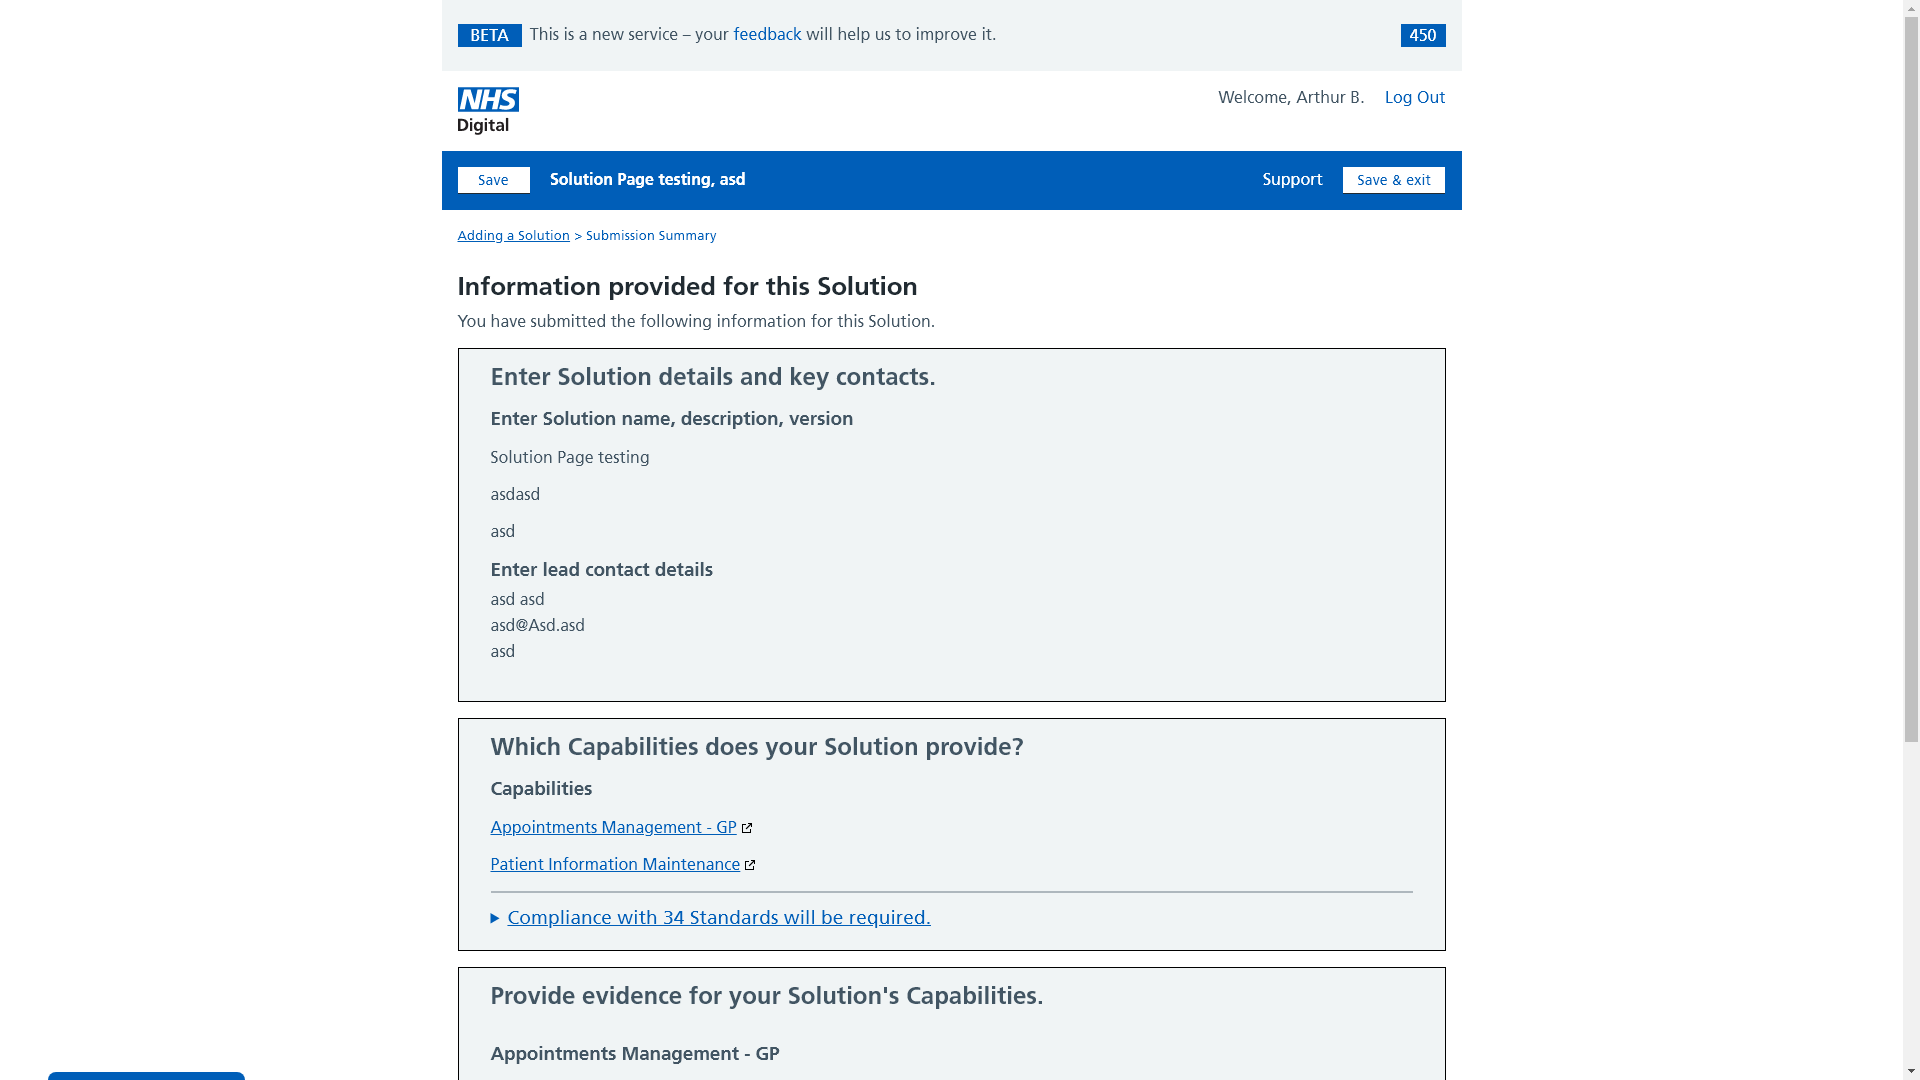 BETA This is a new service – your feedback will help us to improve it. 450
NHS
Digital
Welcome, Arthur B. Log Out
Save Solution Page testing, asd Support Save & exit
Adding a Solution > Submission Summary
Information provided for this Solution
You have submitted the following information for this Solution.
Enter Solution details and key contacts.
Enter Solution name, description, version
Solution Page testing
asdasd
asd
Enter lead contact details
asd asd
asd@Asd.asd
asd
Which Capabilities does your Solution provide?
Capabilities
Appointments Management - GP
Patient Information Maintenance
Compliance with 34 Standards will be required.
Provide evidence for your Solution's Capabilities.
Appointments Management - GP